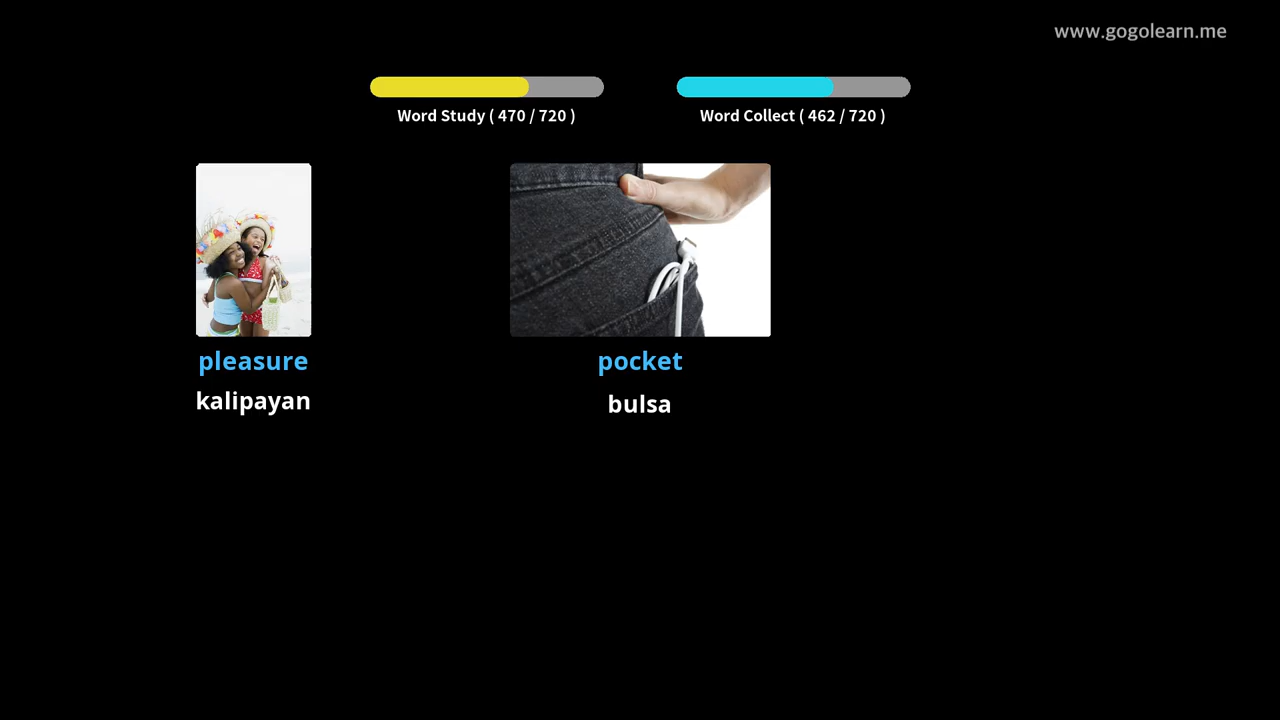 www.gogolearn.me
Word Study ( 470 / 720 )
Word Collect ( 462 / 720 )
pleasure
kalipayan
pocket
bulsa